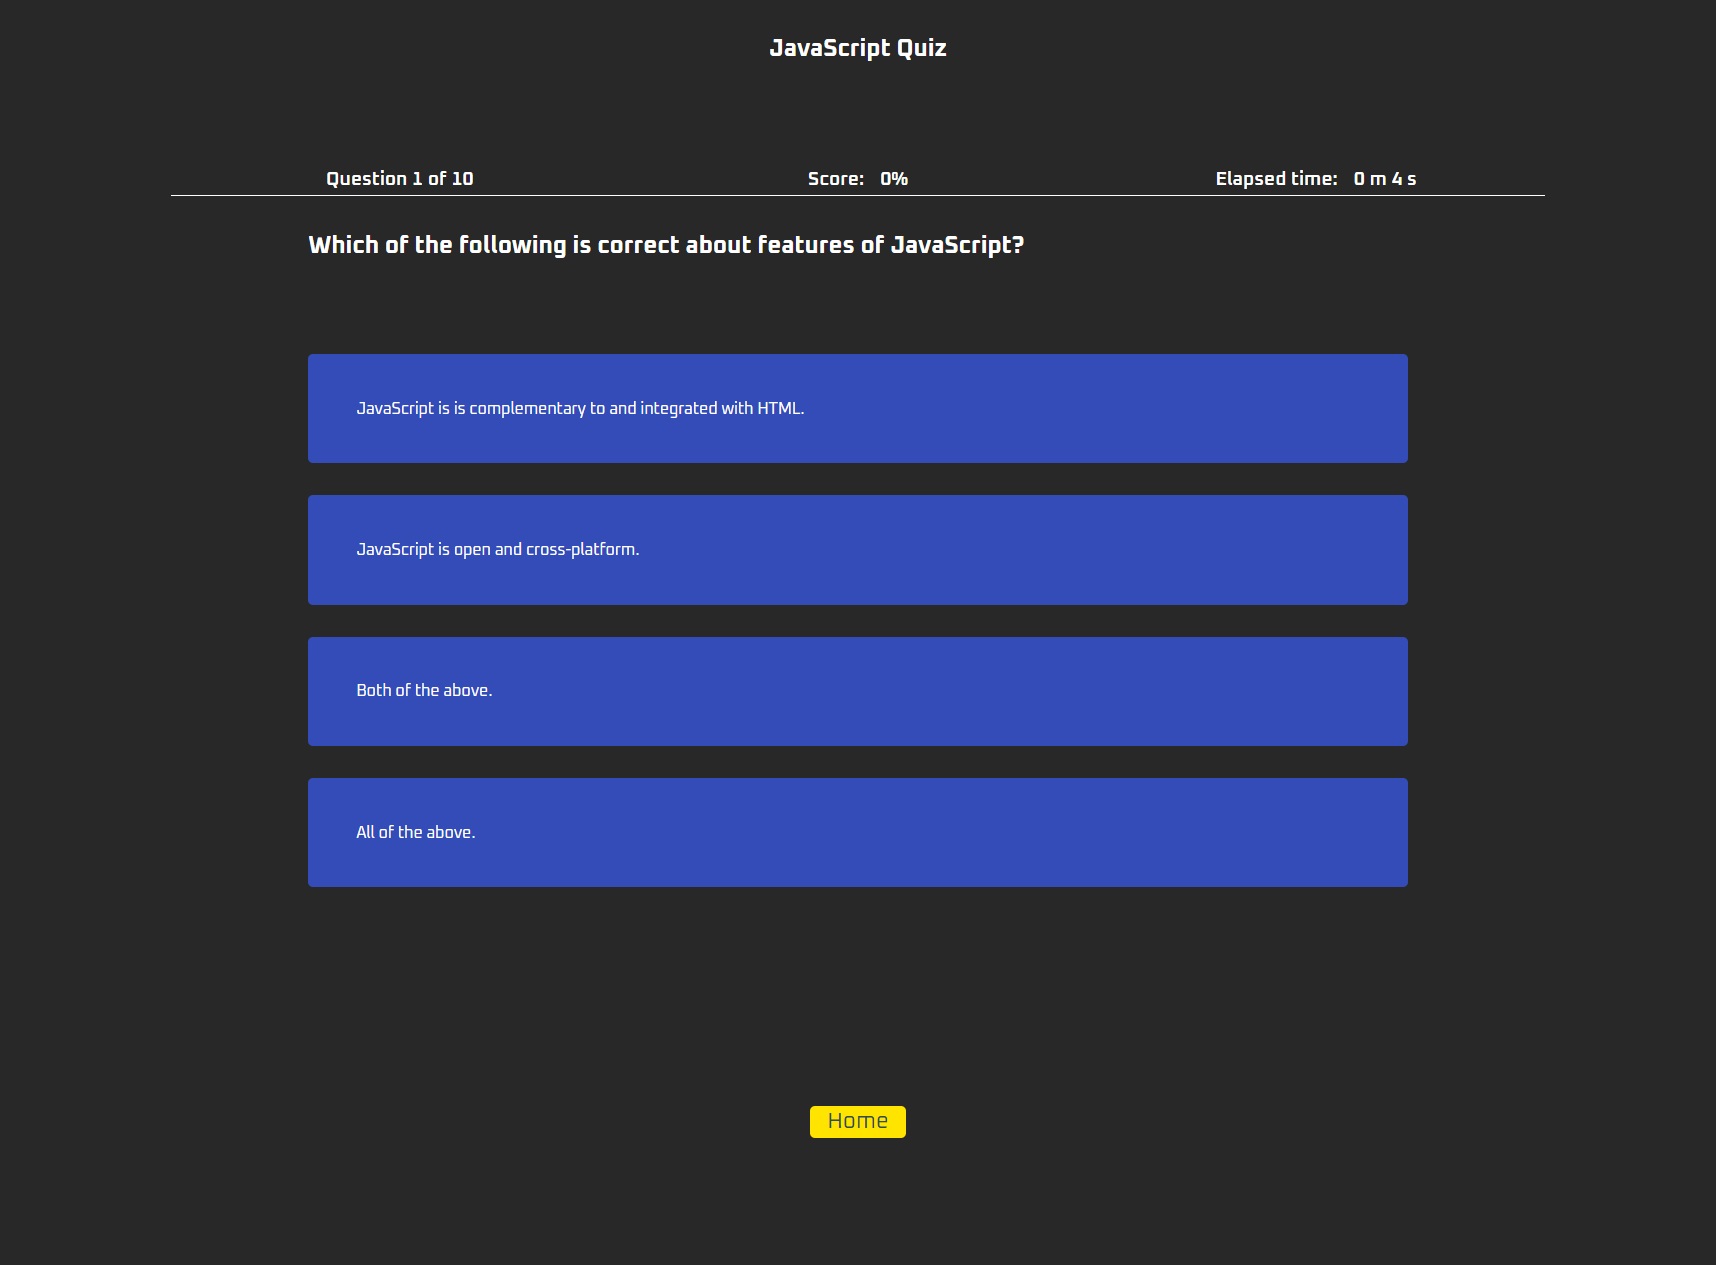 JavaScript Quiz
Question 1 of 10 Score: 0% Elapsed time: 0 m 4 s
Which of the following is correct about features of JavaScript?
JavaScript is is complementary to and integrated with HTML.
JavaScript is open and cross-platform.
Both of the above.
All of the above.
Home